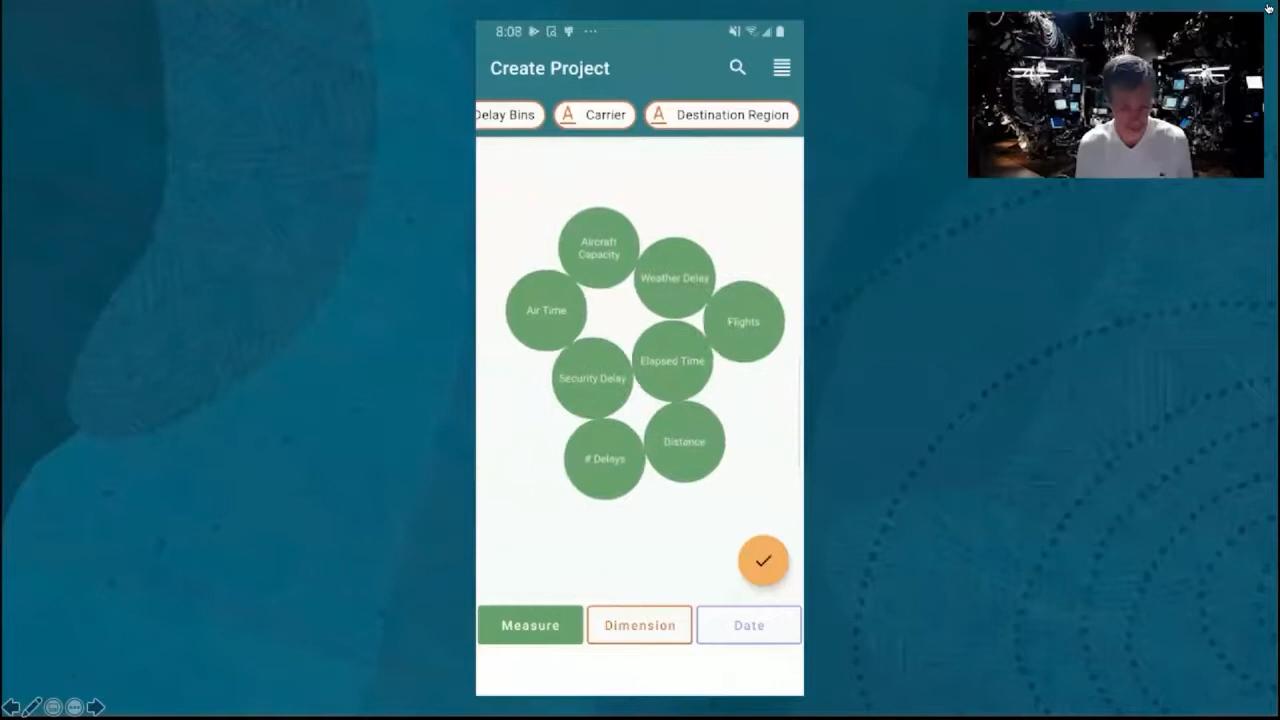 8:08
Create Project
Delay Bins
A Carrier
A Destination Region
Aircraft
Capacity
Weather Delay
Air Time
Flights
Elapsed Time
Security Delay
Distance
# Delays
Measure
Dimension
Date